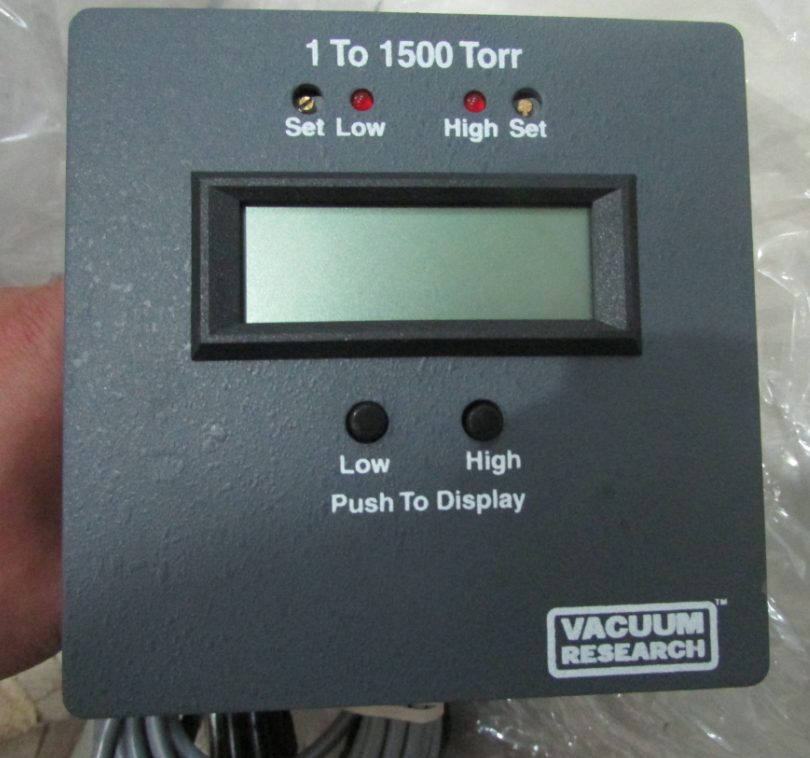 1 To 1500 Torr
Set Low High Set
Low High
Push To Display
VACUUM ™
RESEARCH